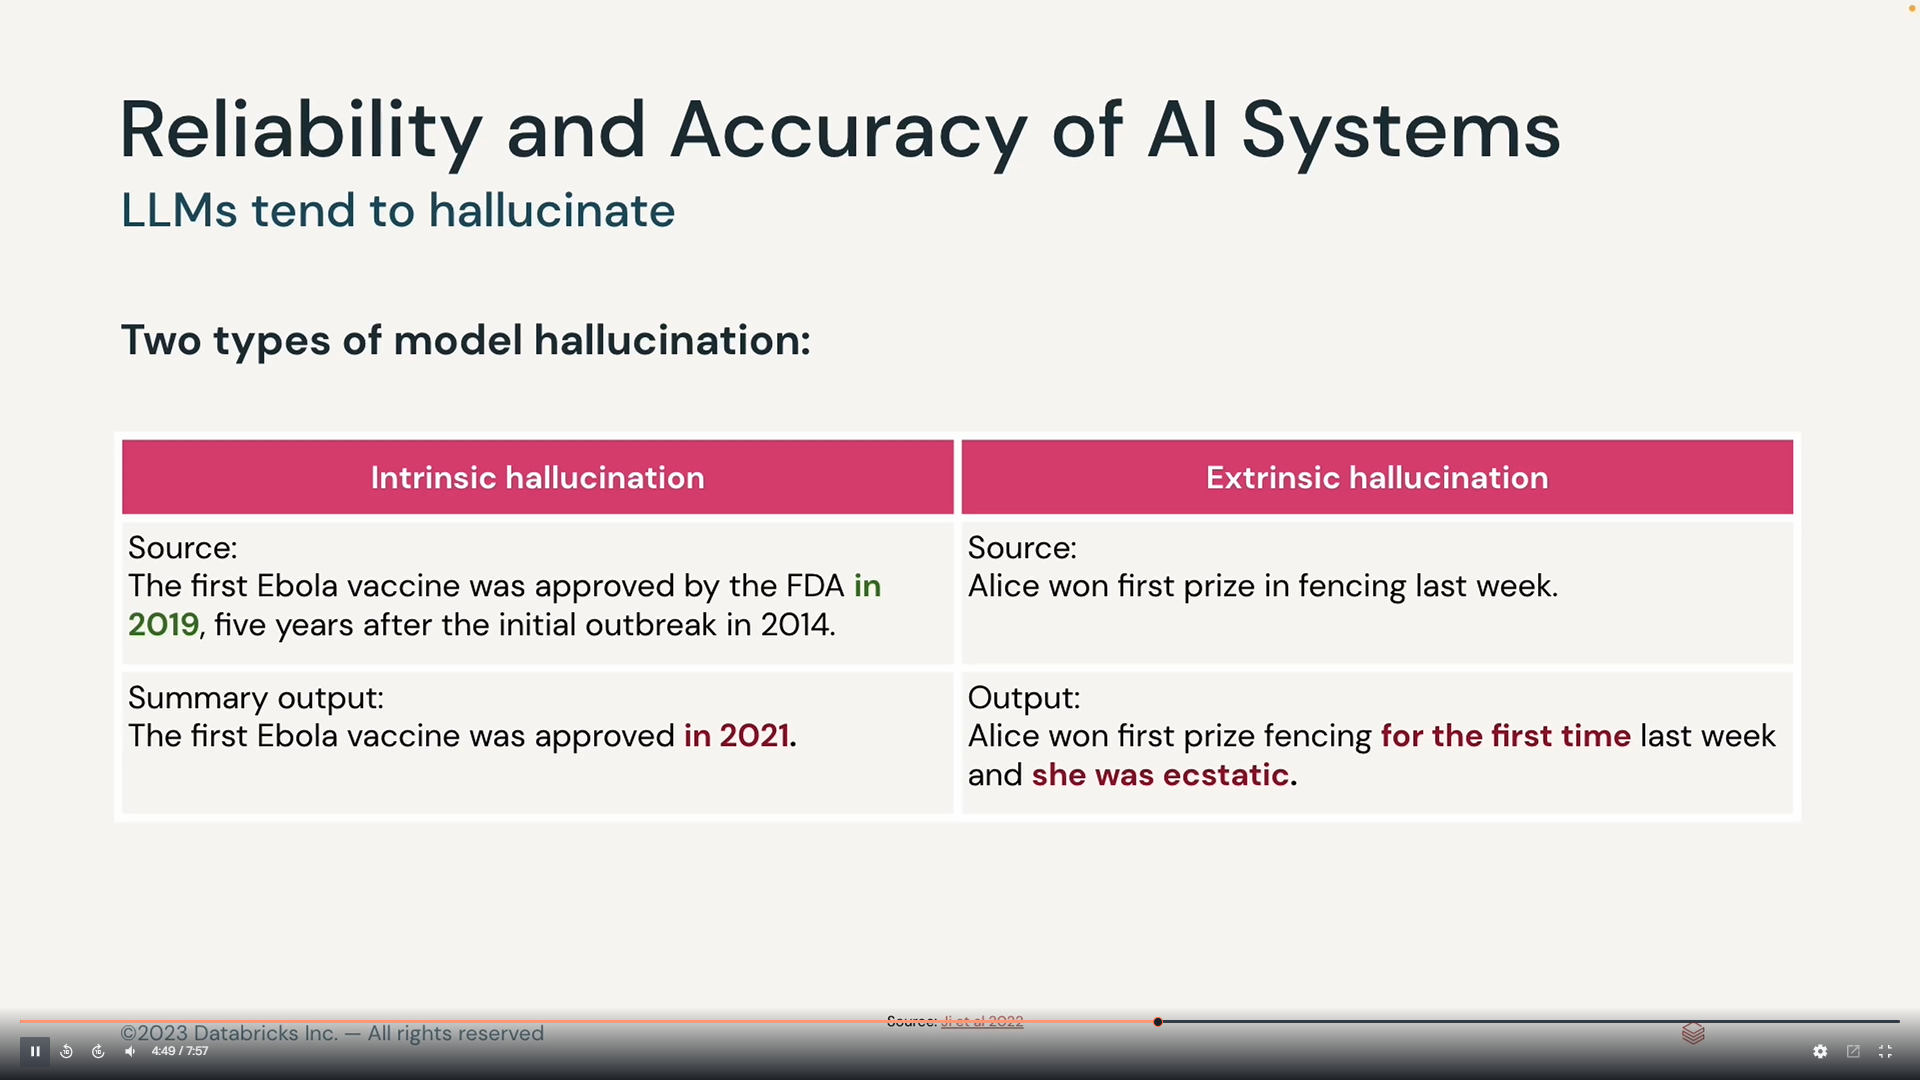 Reliability and Accuracy of AI Systems
LLMs tend to hallucinate
Two types of model hallucination:
Intrinsic hallucination
Extrinsic hallucination
Source:
The first Ebola vaccine was approved by the FDA in
2019, five years after the initial outbreak in 2014.
Source:
Alice won first prize in fencing last week.
Summary output:
The first Ebola vaccine was approved in 2021.
Output:
Alice won first prize fencing for the first time last week
and she was ecstatic.
Source: Ji et al 2022
©2023 Databricks Inc. — All rights reserved
4:49 / 7:57